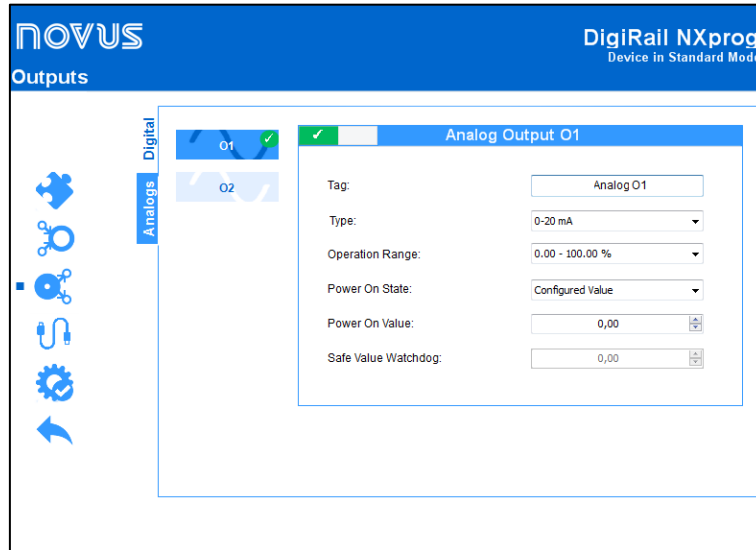 NOVUS
DigiRail NXprog
Device in Standard Mode
Outputs
Digital
Analogs
O1
O2
Analog Output O1
Tag: Analog O1
Type: 0-20 mA
Operation Range: 0.00 - 100.00 %
Power On State: Configured Value
Power On Value: 0,00
Safe Value Watchdog: 0,00